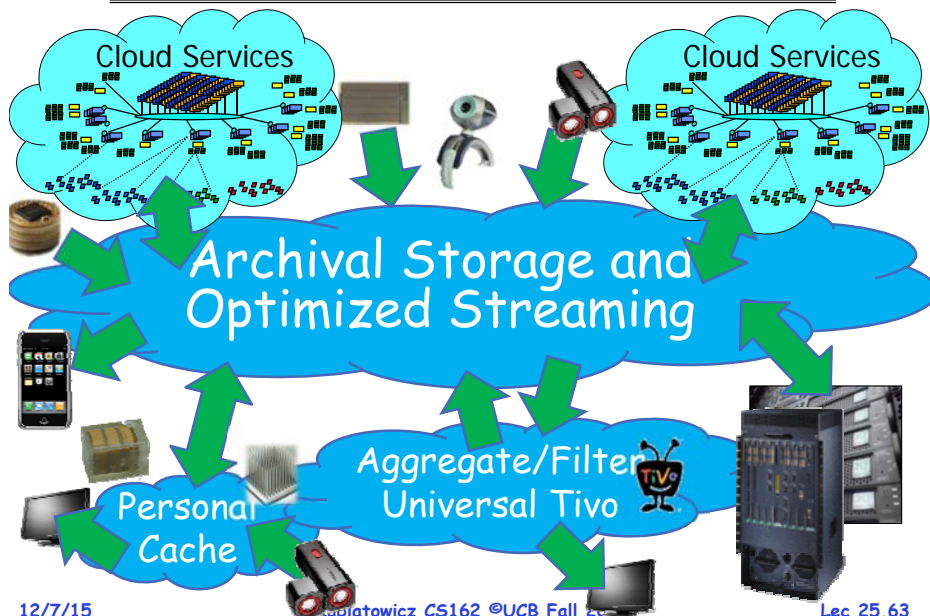 Cloud Services
Cloud Services
Archival Storage and
Optimized Streaming
Aggregate/Filter
Universal Tivo
TiVo
Personal
Cache
12/7/15
CS162 ©UCB Fall
Lec 25.63